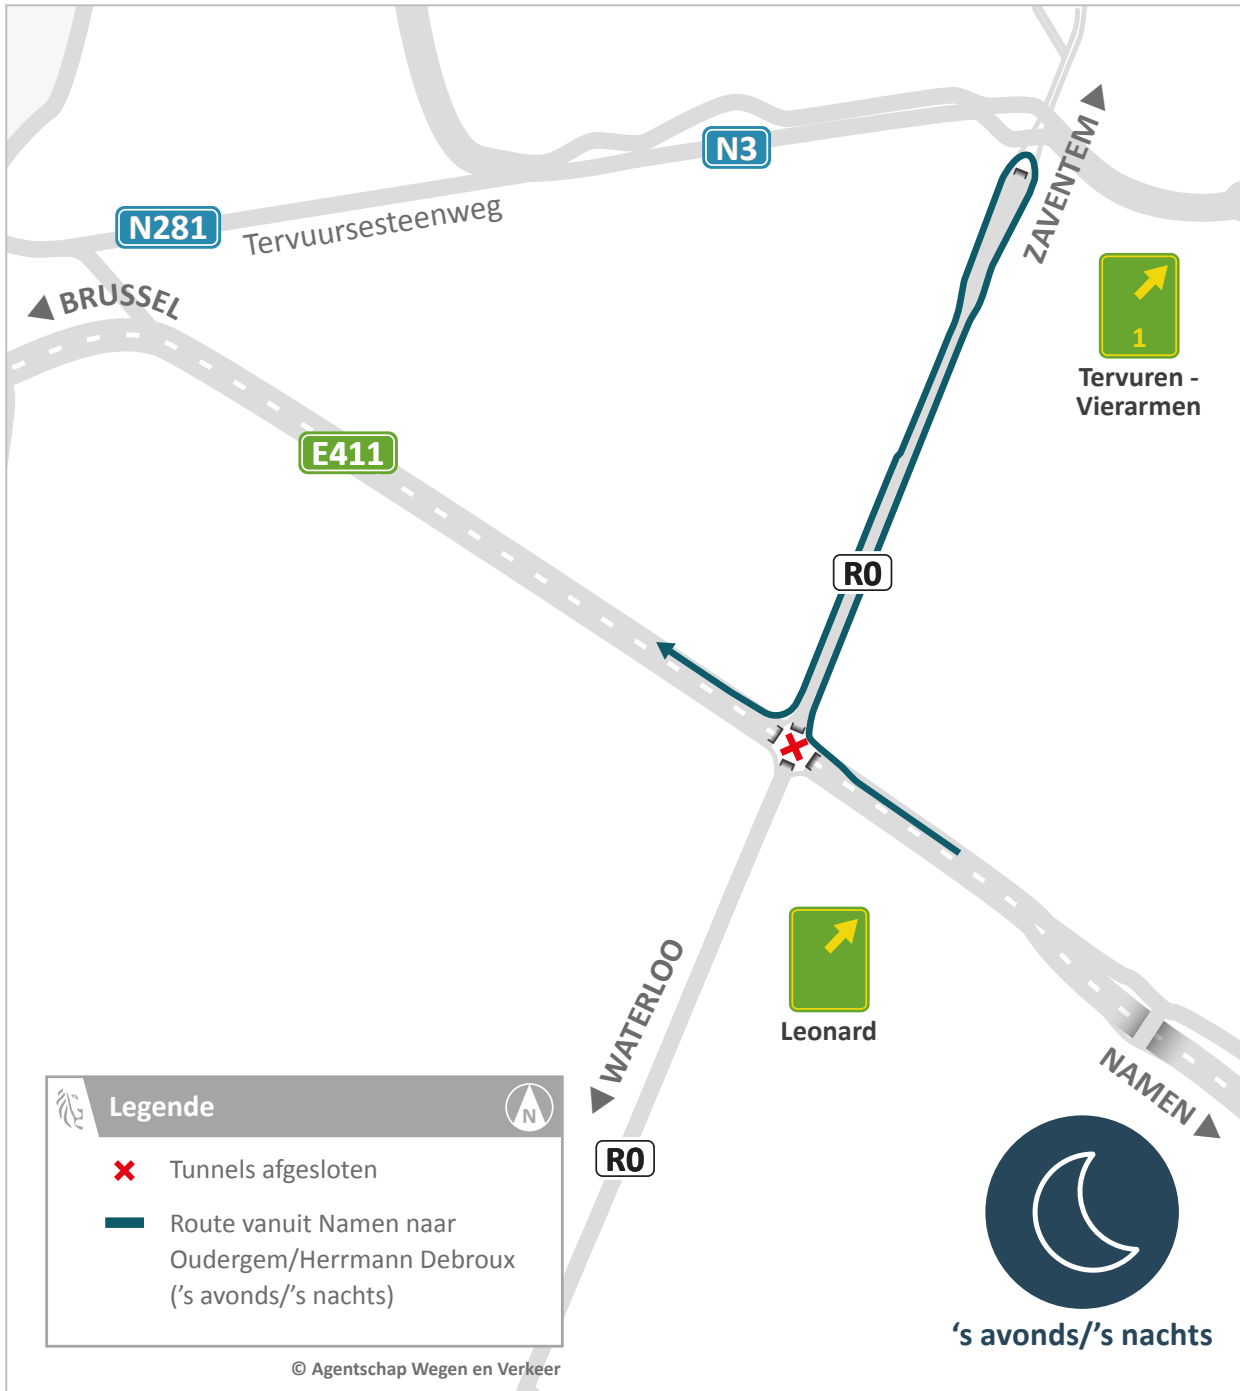 N3
ZAVENTEM
N281
Tervuursesteenweg
BRUSSEL
1
Tervuren -
Vierarmen
E411
R0
Leonard
WATERLOO
NAMEN
R0
Legende
N
Tunnels afgesloten
Route vanuit Namen naar
Oudergem/Herrmann Debroux
('s avonds/'s nachts)
‘s avonds/’s nachts
© Agentschap Wegen en Verkeer